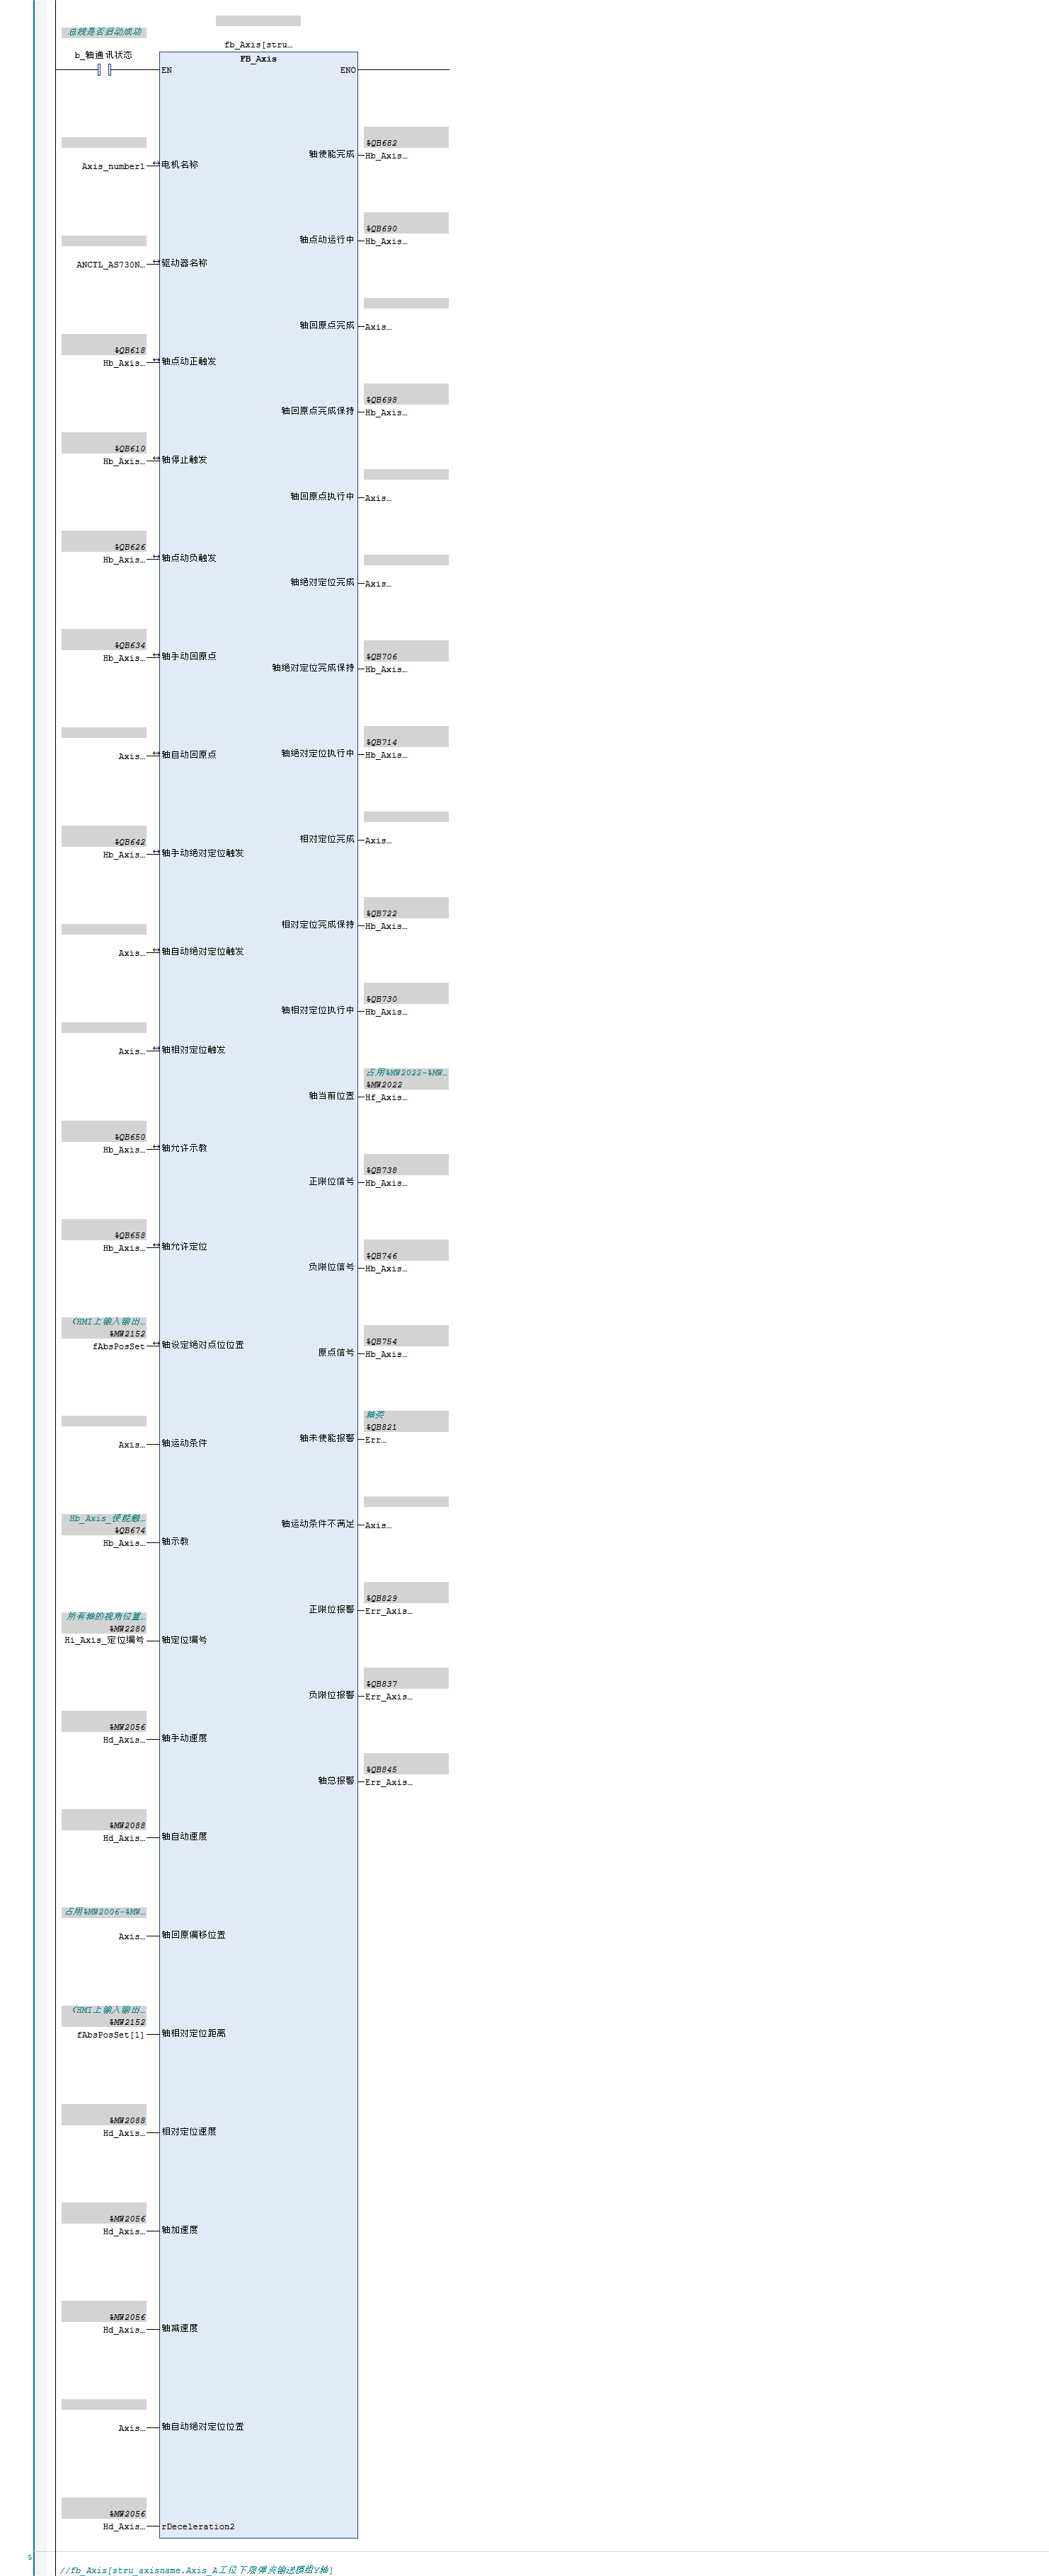 总线是否启动成功
b_轴通讯状态
fb_Axis[stru…
FB_Axis
EN
ENO
Axis_number1
电机名称
ANCTL_AS730N…
驱动器名称
%QB618
Hb_Axis…
轴点动正触发
%QB610
Hb_Axis…
轴停止触发
%QB626
Hb_Axis…
轴点动负触发
%QB634
Hb_Axis…
轴手动回原点
Axis…
轴自动回原点
%QB642
Hb_Axis…
轴手动绝对定位触发
Axis…
轴自动绝对定位触发
Axis…
轴相对定位触发
%QB650
Hb_Axis…
轴允许示教
%QB658
Hb_Axis…
轴允许定位
(HMI上输入输出…
%MW2152
fAbsPosSet
轴设定绝对点位位置
Axis…
轴运动条件
Hb_Axis_使能触…
%QB674
Hb_Axis…
轴示教
所有轴的视角位置…
%MW2280
Hi_Axis_定位编号
轴定位编号
%MW2056
Hd_Axis…
轴手动速度
%MW2088
Hd_Axis…
轴自动速度
占用%MW2006-%MW…
Axis…
轴回原偏移位置
(HMI上输入输出…
%MW2152
fAbsPosSet[1]
轴相对定位距离
%MW2088
Hd_Axis…
相对定位速度
%MW2056
Hd_Axis…
轴加速度
%MW2056
Hd_Axis…
轴减速度
Axis…
轴自动绝对定位位置
%MW2056
Hd_Axis…
rDeceleration2
轴使能完成
%QB682
Hb_Axis…
轴点动运行中
%QB690
Hb_Axis…
轴回原点完成
Axis…
轴回原点完成保持
%QB698
Hb_Axis…
轴回原点执行中
Axis…
轴绝对定位完成
Axis…
轴绝对定位完成保持
%QB706
Hb_Axis…
轴绝对定位执行中
%QB714
Hb_Axis…
相对定位完成
Axis…
相对定位完成保持
%QB722
Hb_Axis…
轴相对定位执行中
%QB730
Hb_Axis…
占用%MW2022-%MW…
%MW2022
轴当前位置
Hf_Axis…
正限位信号
%QB738
Hb_Axis…
负限位信号
%QB746
Hb_Axis…
原点信号
%QB754
Hb_Axis…
轴类
%QB821
轴未使能报警
Err…
轴运动条件不满足
Axis…
正限位报警
%QB829
Err_Axis…
负限位报警
%QB837
Err_Axis…
轴总报警
%QB845
Err_Axis…
5
//fb_Axis[stru_axisname.Axis_A工位下层弹夹输送模组Y轴]